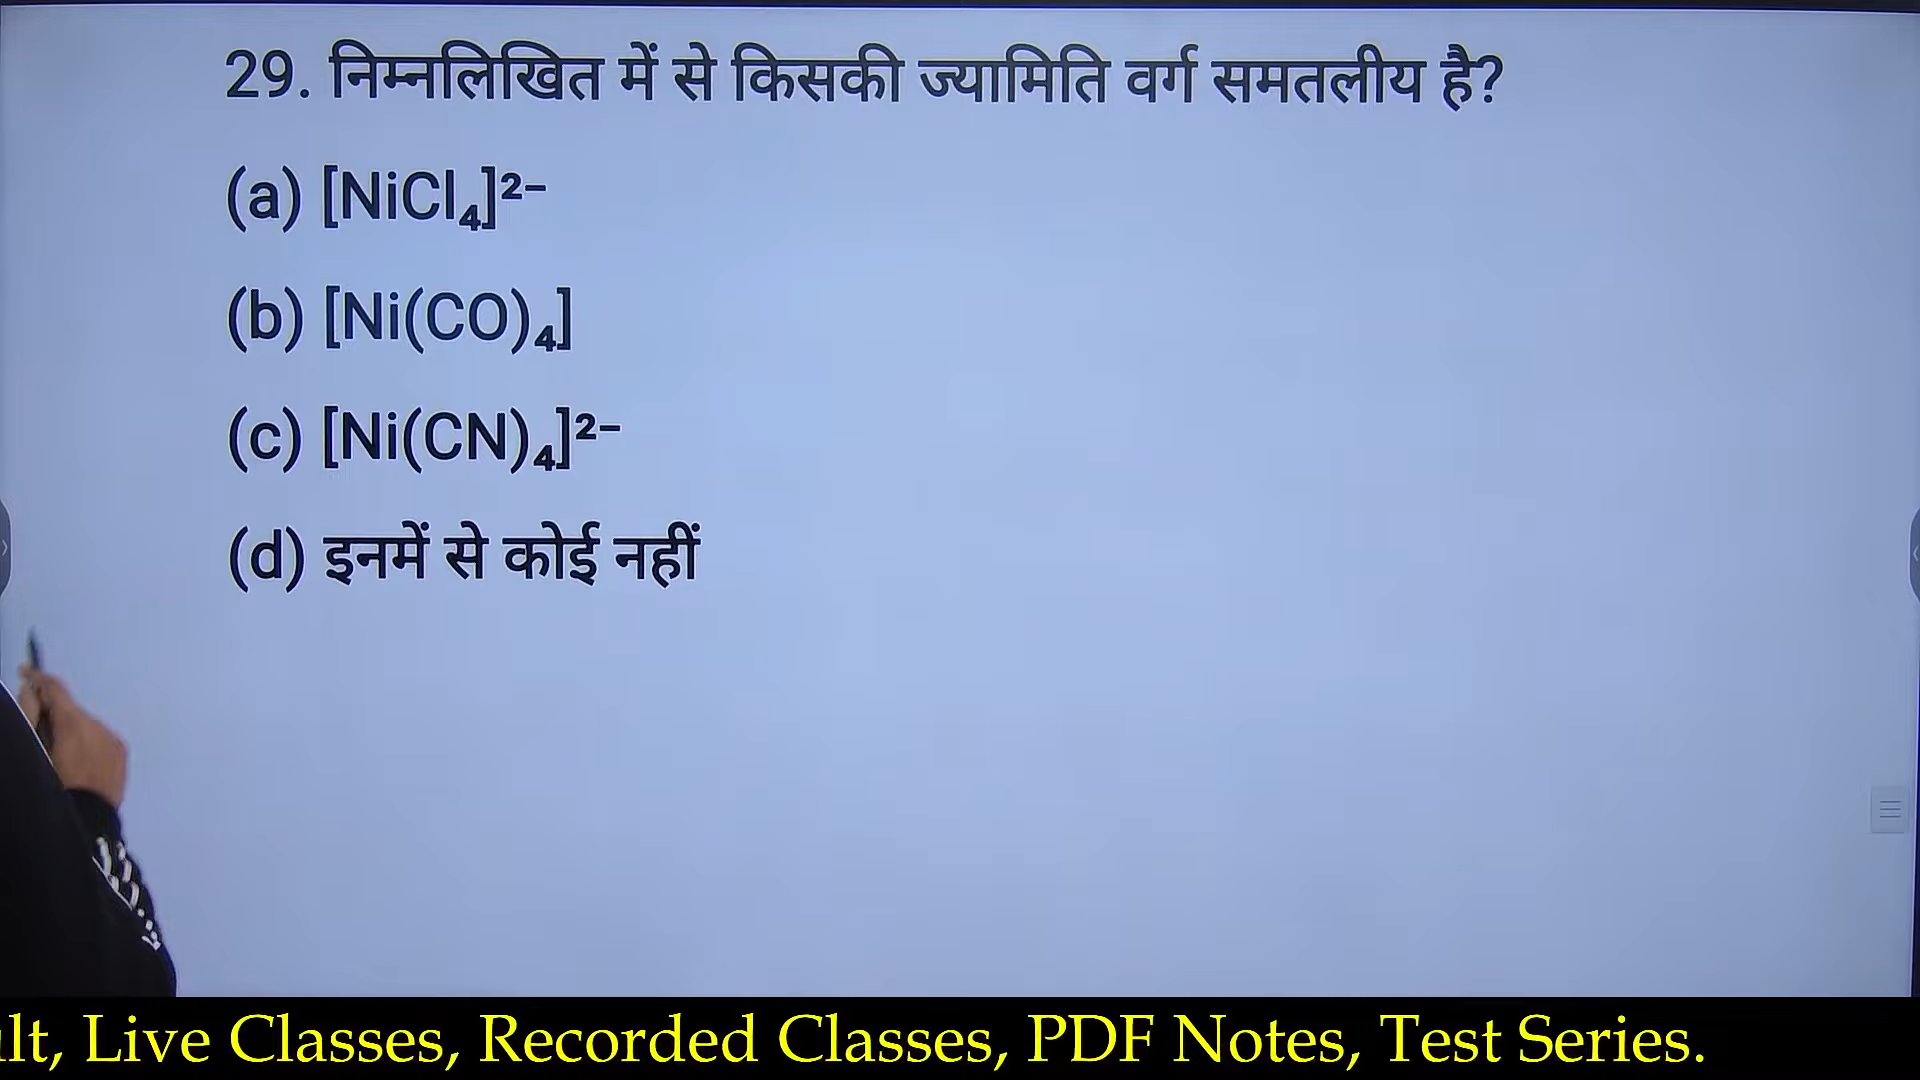 29. निम्नलिखित में से किसकी ज्यामिति वर्ग समतलीय है?
(a) [NiCl₄]²⁻
(b) [Ni(CO)₄]
(c) [Ni(CN)₄]²⁻
(d) इनमें से कोई नहीं
Live Classes, Recorded Classes, PDF Notes, Test Series.